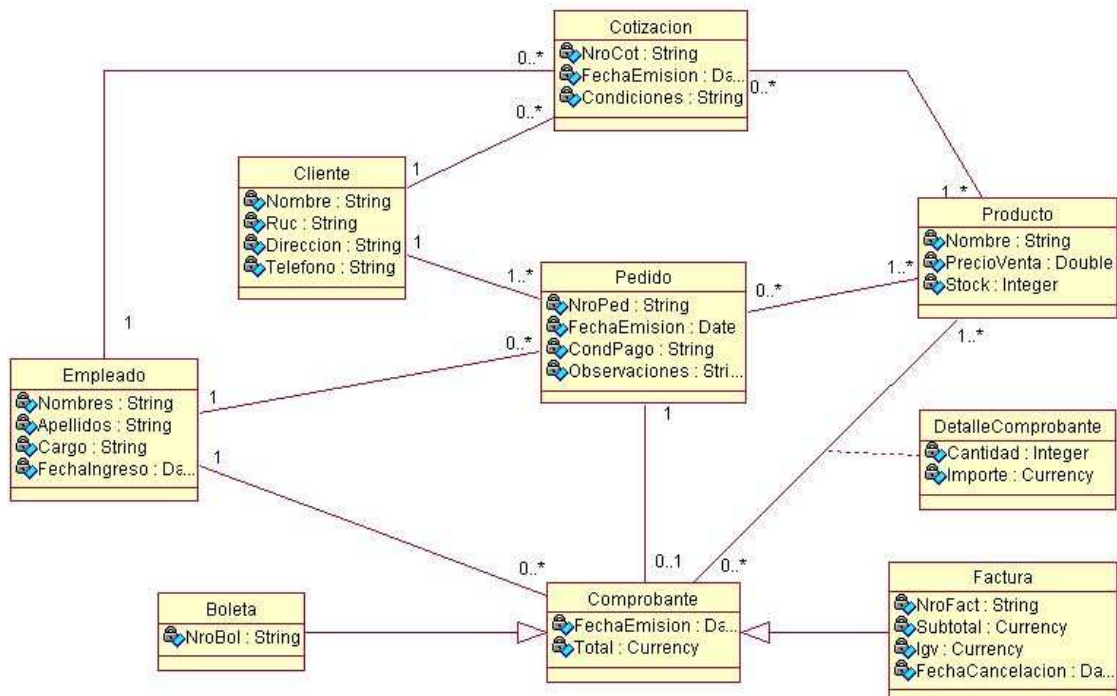 Cotizacion
NroCot : String
FechaEmision : Da...
Condiciones : String
0..*
0..*
0..*
1
Cliente
Nombre : String
Ruc : String
Direccion : String
Telefono : String
1
1..*
1..*
Producto
Nombre : String
PrecioVenta : Double
Stock : Integer
Pedido
NroPed : String
FechaEmision : Date
CondPago : String
Observaciones : Stri...
0..*
1..*
1..*
1
0..*
Empleado
Nombres : String
Apellidos : String
Cargo : String
FechaIngreso : Da...
1
1
1
DetalleComprobante
Cantidad : Integer
Importe : Currency
0..*
0..1
0..*
Boleta
NroBol : String
Comprobante
FechaEmision : Da...
Total : Currency
Factura
NroFact : String
Subtotal : Currency
Igv : Currency
FechaCancelacion : Da...